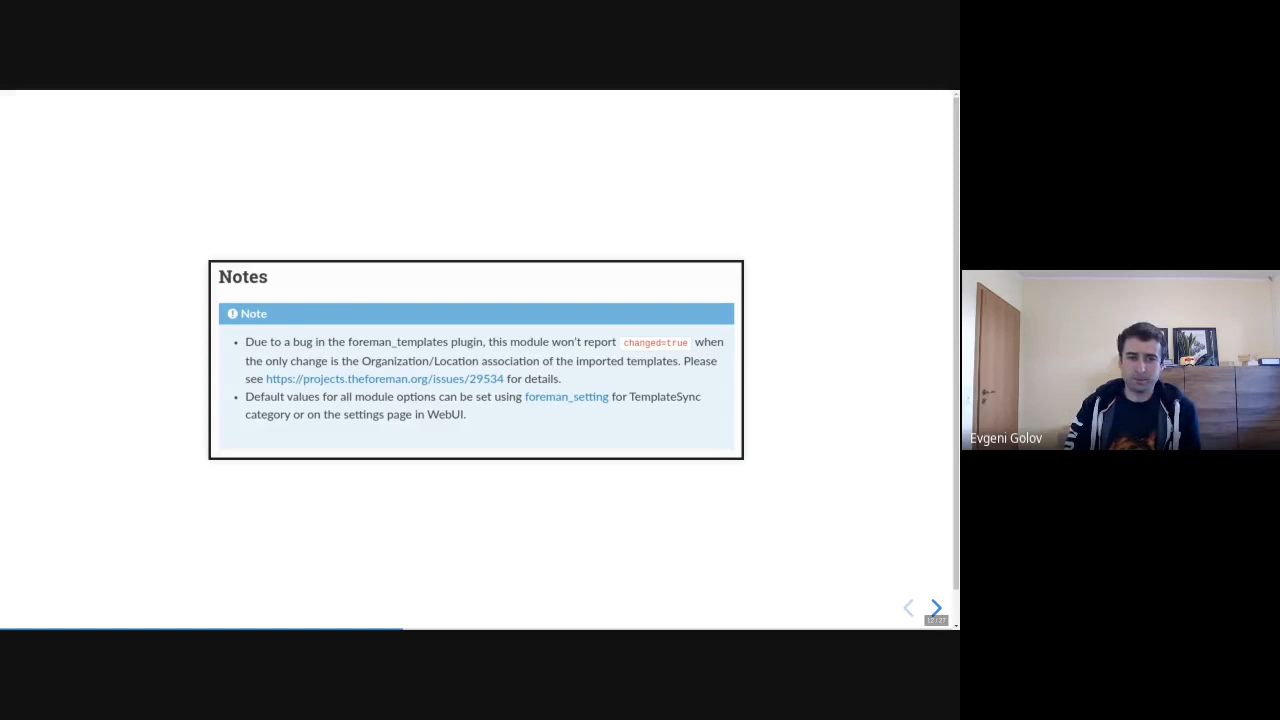 Notes
Note
Due to a bug in the foreman_templates plugin, this module won't report changed=true when
the only change is the Organization/Location association of the imported templates. Please
see https://projects.theforeman.org/issues/29534 for details.
Default values for all module options can be set using foreman_setting for TemplateSync
category or on the settings page in WebUI.
12 / 27
Evgeni Golov